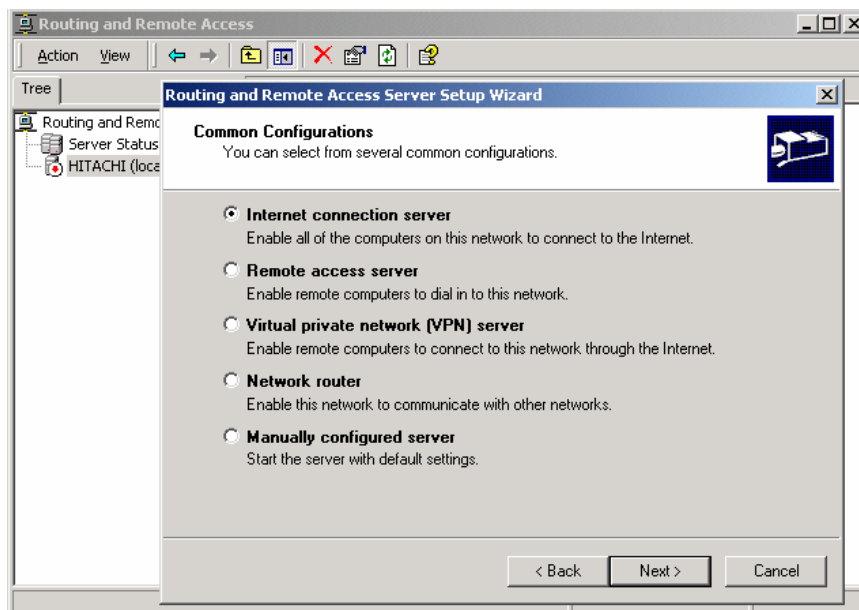 Routing and Remote Access
Action View
Tree
Routing and Remo
Server Status
HITACHI (loca
Routing and Remote Access Server Setup Wizard
Common Configurations
You can select from several common configurations.
Internet connection server
Enable all of the computers on this network to connect to the Internet.
Remote access server
Enable remote computers to dial in to this network.
Virtual private network (VPN) server
Enable remote computers to connect to this network through the Internet.
Network router
Enable this network to communicate with other networks.
Manually configured server
Start the server with default settings.
< Back Next > Cancel